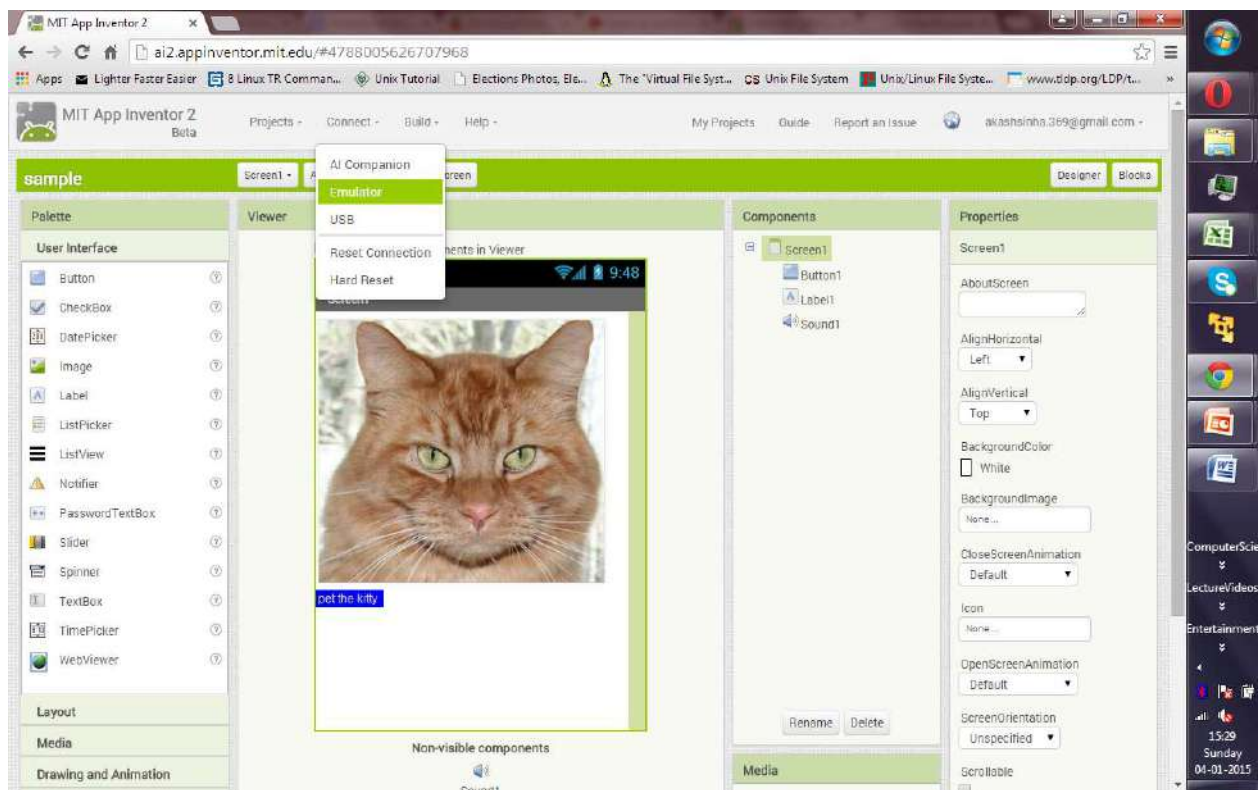 MIT App Inventor 2
ai2.appinventor.mit.edu/#4788005626707968
Apps Lighter Faster Easier 8 Linux TR Comman... Unix Tutorial Elections Photos, Ele... The "Virtual File Syst... Unix File System Unix/Linux File Syste... www.tldp.org/LDP/t... »
MIT App Inventor 2
Beta
Projects Connect Build Help My Projects Guide Report an Issue akashsinha.369@gmail.com
sample Screen1 Designer Blocks
AI Companion
Emulator
USB
Reset Connection
Hard Reset
Palette
User Interface
Button
CheckBox
DatePicker
Image
Label
ListPicker
ListView
Notifier
PasswordTextBox
Slider
Spinner
TextBox
TimePicker
WebViewer
Layout
Media
Drawing and Animation
Viewer
in Viewer
9:48
Screen1
pet the kitty
Non-visible components
Sound1
Components
Screen1
Button1
Label1
Sound1
Rename Delete
Media
Properties
Screen1
AboutScreen
AlignHorizontal
Left
AlignVertical
Top
BackgroundColor
White
BackgroundImage
None...
CloseScreenAnimation
Default
Icon
None...
OpenScreenAnimation
Default
ScreenOrientation
Unspecified
Scrollable
ComputerScie
LectureVideos
Entertainment
15:29
Sunday
04-01-2015